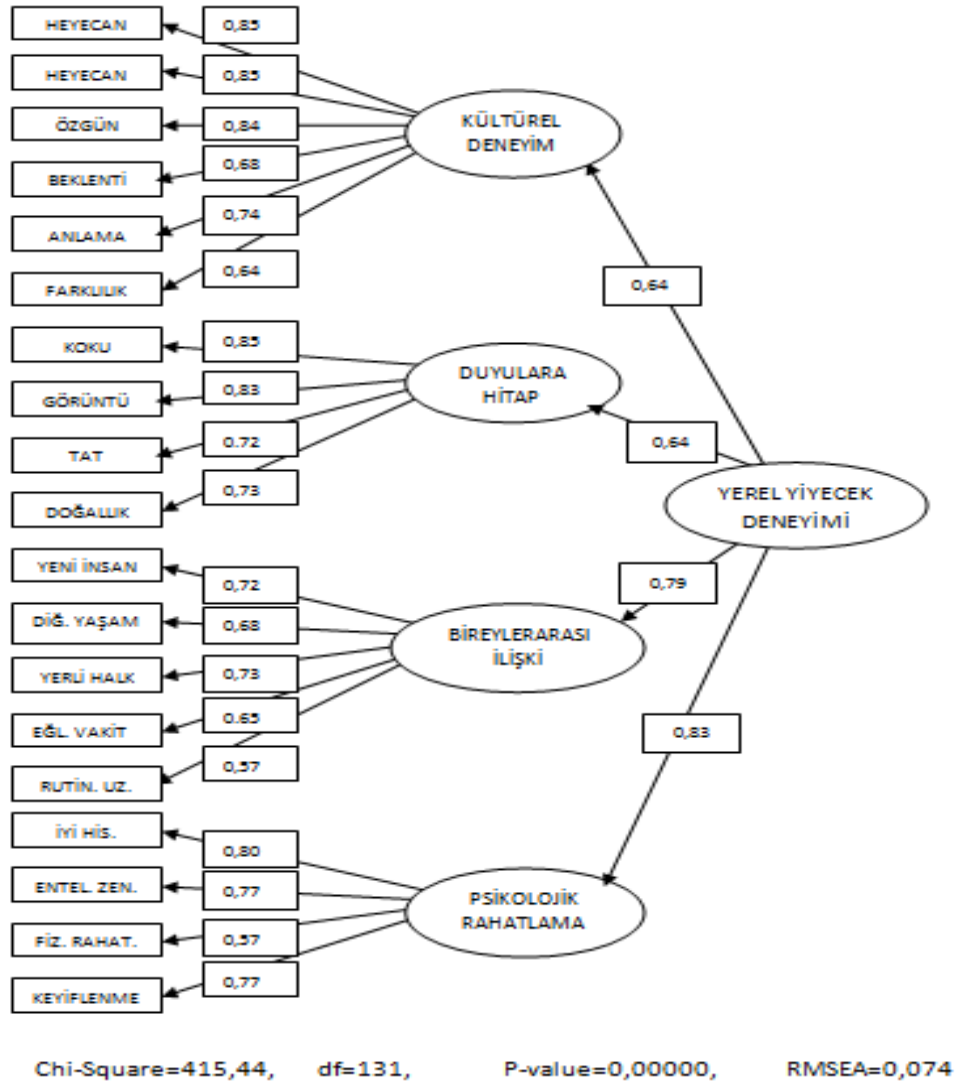 HEYECAN
0,85
HEYECAN
0,85
ÖZGÜN
0,84
BEKLENTİ
0,68
ANLAMA
0,74
FARKLILIK
0,64
KÜLTÜREL
DENEYİM
0,64
KOKU
0,85
GÖRÜNTÜ
0,83
TAT
0.72
DOĞALLIK
0,73
DUYULARA
HİTAP
0,64
YEREL YİYECEK
DENEYİMİ
YENİ İNSAN
0,72
DİĞ. YAŞAM
0,68
YERLİ HALK
0,73
EĞL. VAKİT
0.65
RUTİN. UZ.
0,57
BİREYLERARASI
İLİŞKİ
0,79
İYİ HİS.
0,80
ENTEL. ZEN.
0,77
FİZ. RAHAT.
0,57
KEYİFLENME
0,77
PSİKOLOJİK
RAHATLAMA
0,83
Chi-Square=415,44, df=131, P-value=0,00000, RMSEA=0,074